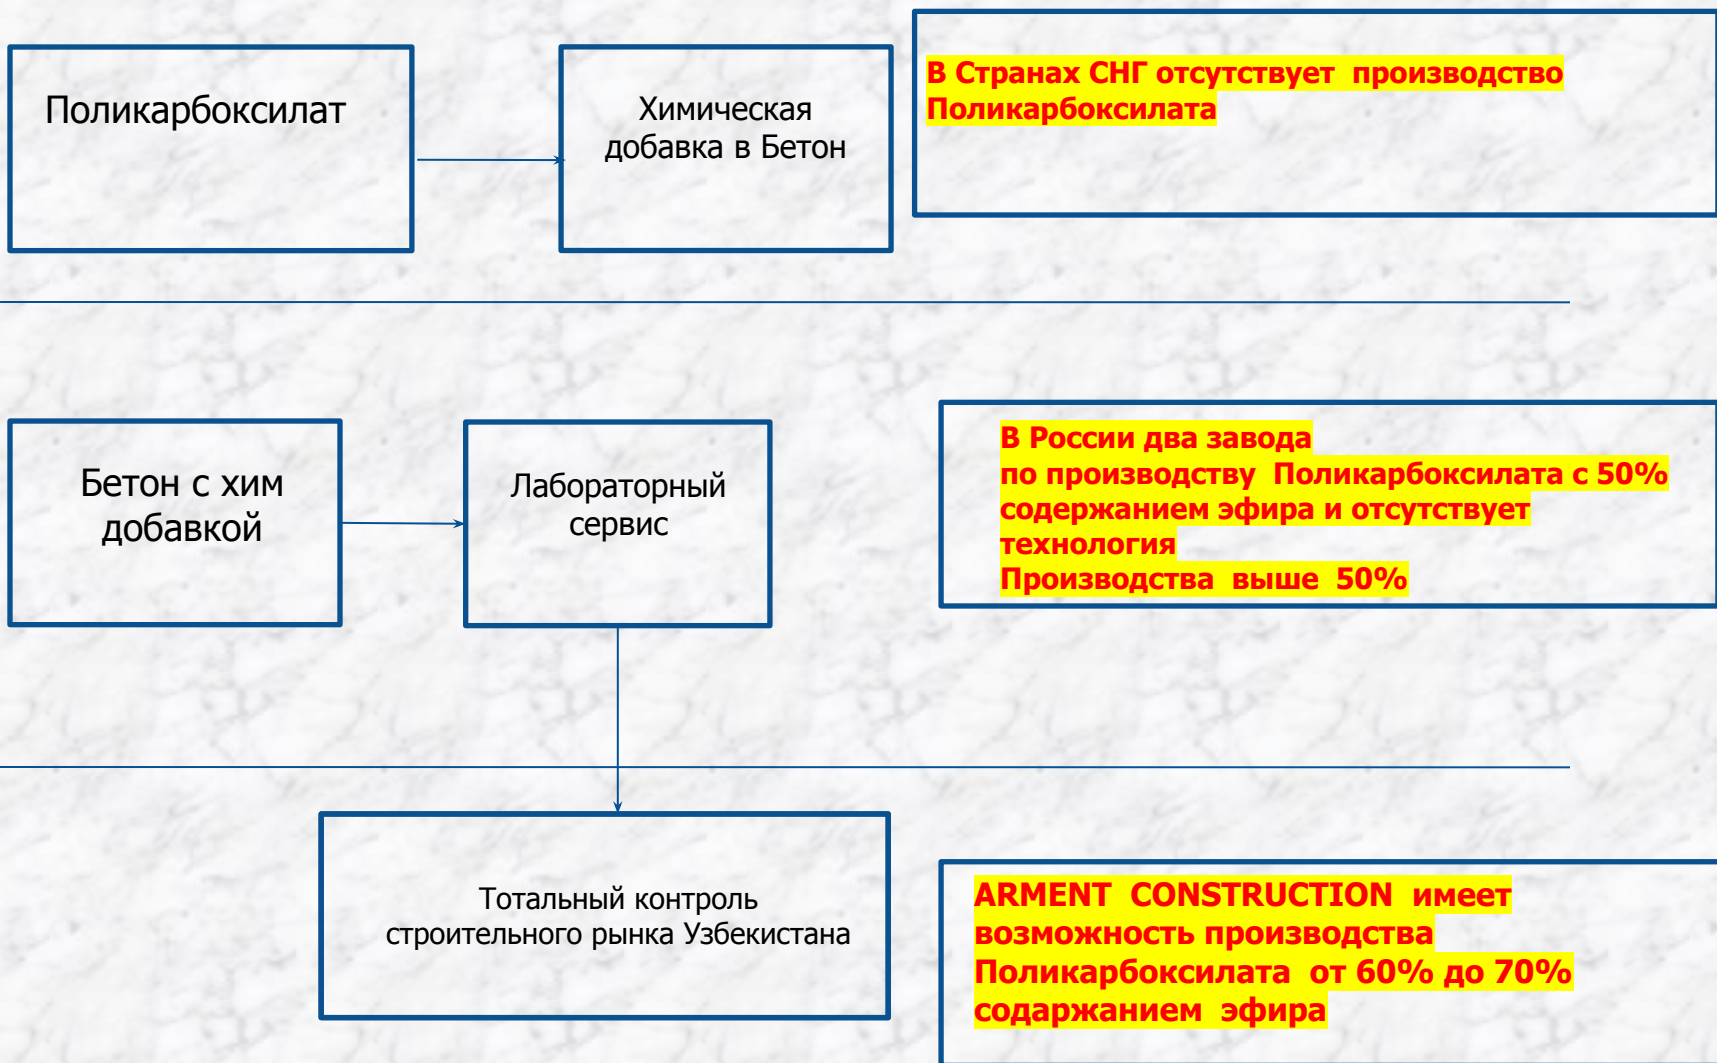 Поликарбоксилат
Химическая
добавка в Бетон
В Странах СНГ отсутствует производство
Поликарбоксилата
Бетон с хим
добавкой
Лабораторный
сервис
В России два завода
по производству Поликарбоксилата с 50%
содержанием эфира и отсутствует
технология
Производства выше 50%
Тотальный контроль
строительного рынка Узбекистана
ARMENT CONSTRUCTION имеет
возможность производства
Поликарбоксилата от 60% до 70%
содаржанием эфира